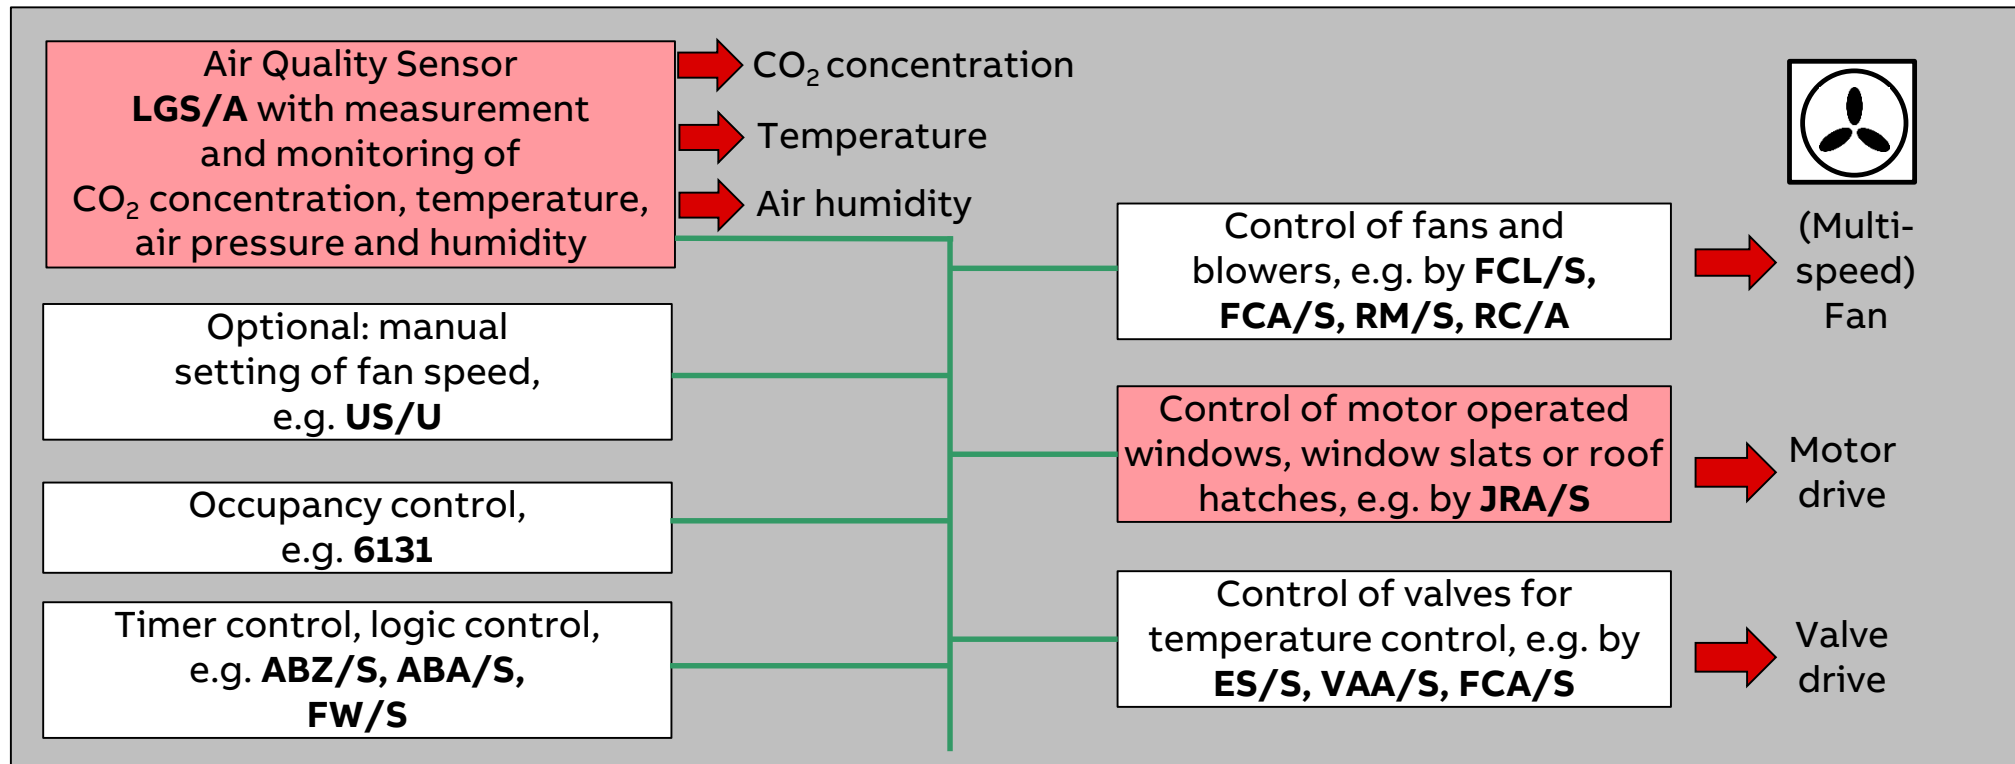 Air Quality Sensor
LGS/A with measurement
and monitoring of
CO₂ concentration, temperature,
air pressure and humidity
CO₂ concentration
Temperature
Air humidity
Optional: manual
setting of fan speed,
e.g. US/U
Occupancy control,
e.g. 6131
Timer control, logic control,
e.g. ABZ/S, ABA/S,
FW/S
Control of fans and
blowers, e.g. by FCL/S,
FCA/S, RM/S, RC/A
(Multi-
speed)
Fan
Control of motor operated
windows, window slats or roof
hatches, e.g. by JRA/S
Motor
drive
Control of valves for
temperature control, e.g. by
ES/S, VAA/S, FCA/S
Valve
drive